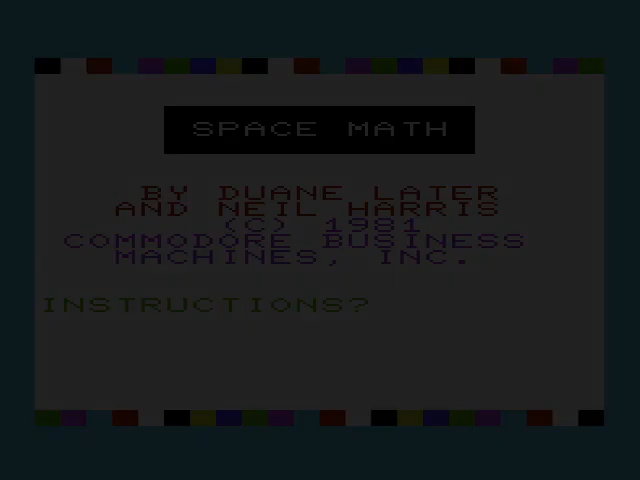 SPACE MATH
BY DUANE LATER
AND NEIL HARRIS
(C) 1981
COMMODORE BUSINESS
MACHINES, INC.
INSTRUCTIONS?